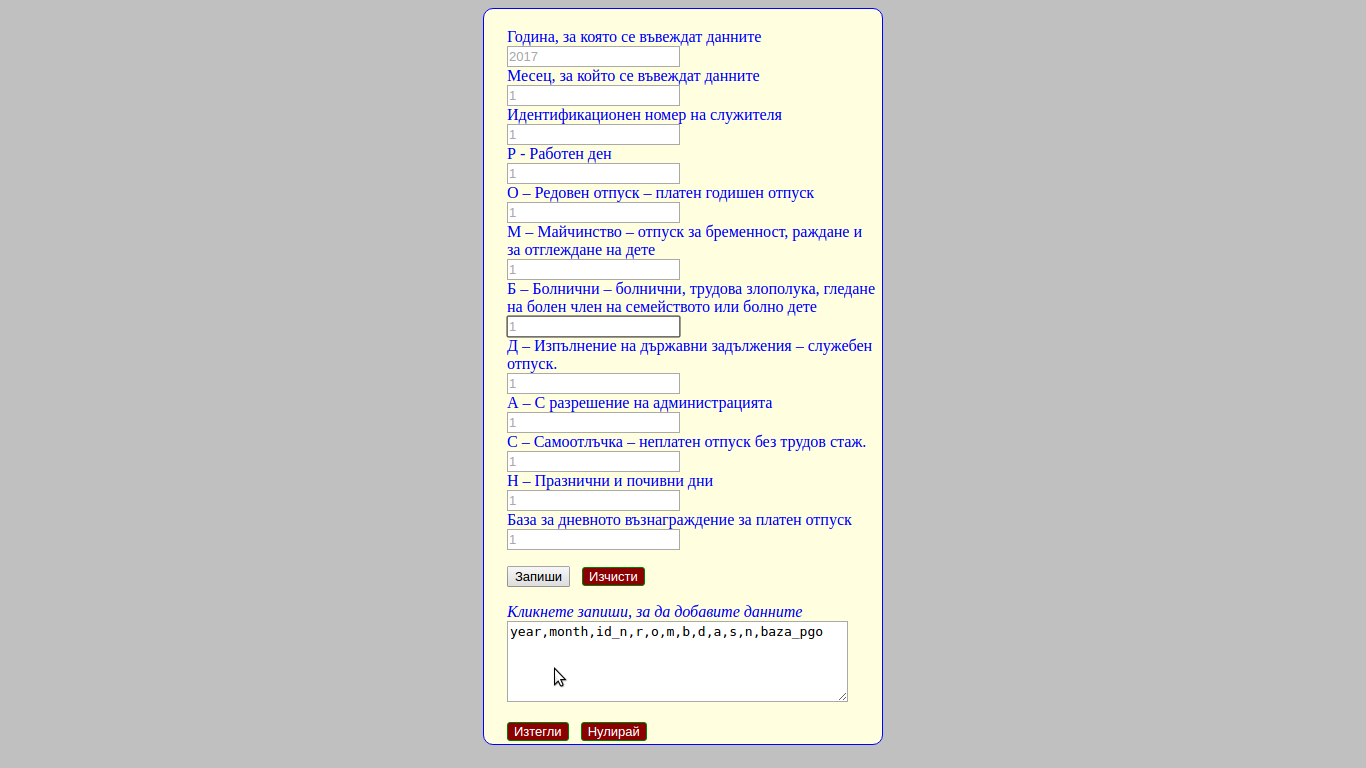 Година, за която се въвеждат данните
2017
Месец, за който се въвеждат данните
1
Идентификационен номер на служителя
1
Р - Работен ден
1
О – Редовен отпуск – платен годишен отпуск
1
М – Майчинство – отпуск за бременност, раждане и
за отглеждане на дете
1
Б – Болнични – болнични, трудова злополука, гледане
на болен член на семейството или болно дете
1
Д – Изпълнение на държавни задължения – служебен
отпуск.
1
А – С разрешение на администрацията
1
С – Самоотлъчка – неплатен отпуск без трудов стаж.
1
Н – Празнични и почивни дни
1
База за дневното възнаграждение за платен отпуск
1
Запиши Изчисти
Кликнете запиши, за да добавите данните
year,month,id_n,r,o,m,b,d,a,s,n,baza_pgo
Изтегли Нулирай